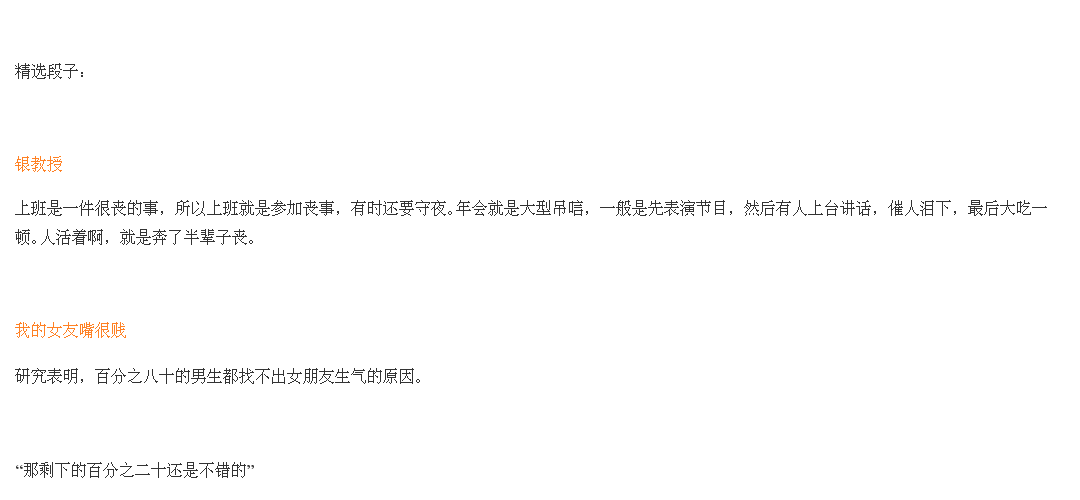 精选段子：
银教授
上班是一件很丧的事，所以上班就是参加丧事，有时还要守夜。年会就是大型吊唁，一般是先表演节目，然后有人上台讲话，催人泪下，最后大吃一
顿。人活着啊，就是奔了半辈子丧。
我的女友嘴很贱
研究表明，百分之八十的男生都找不出女朋友生气的原因。
“那剩下的百分之二十还是不错的”